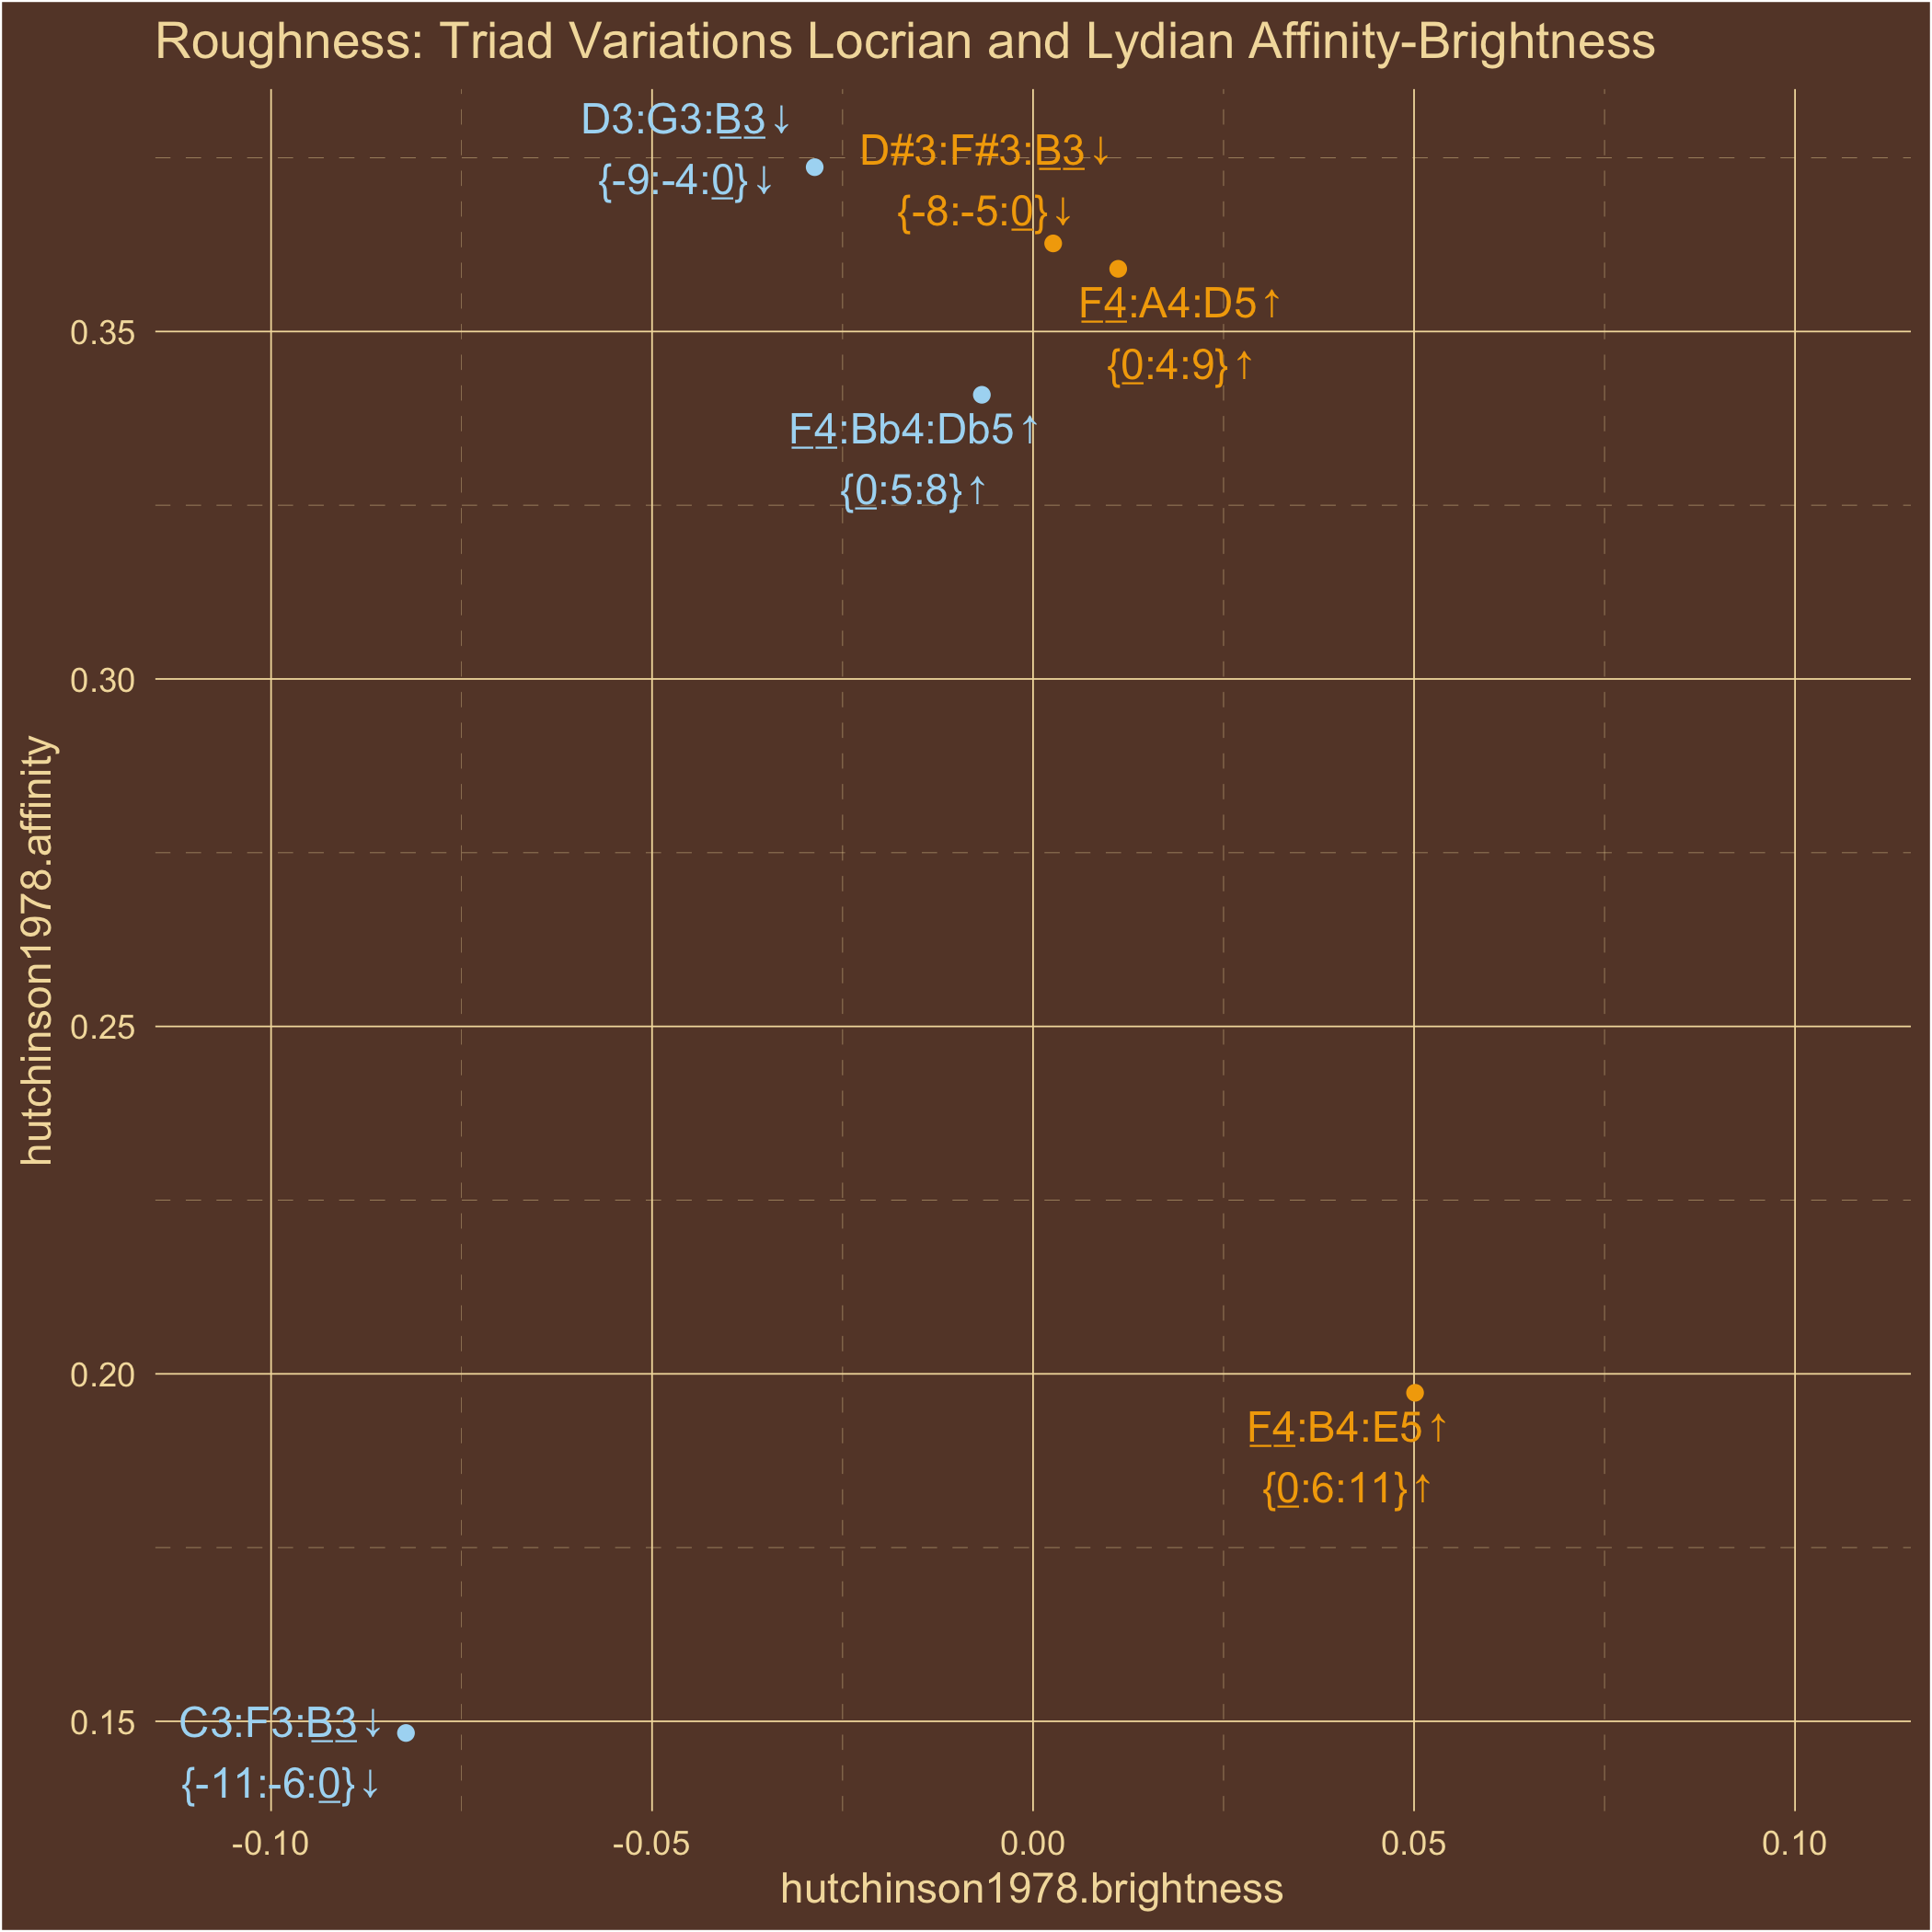 Roughness: Triad Variations Locrian and Lydian Affinity-Brightness
D3:G3:B3↓
{-9:-4:0}↓
D#3:F#3:B3↓
{-8:-5:0}↓
F4:A4:D5↑
{0:4:9}↑
F4:Bb4:Db5↑
{0:5:8}↑
F4:B4:E5↑
{0:6:11}↑
C3:F3:B3↓
{-11:-6:0}↓
0.35
0.30
0.25
0.20
0.15
hutchinson1978.affinity
-0.10
-0.05
0.00
0.05
0.10
hutchinson1978.brightness